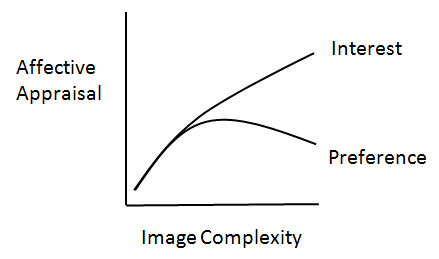 Interest
Affective
Appraisal
Preference
Image Complexity